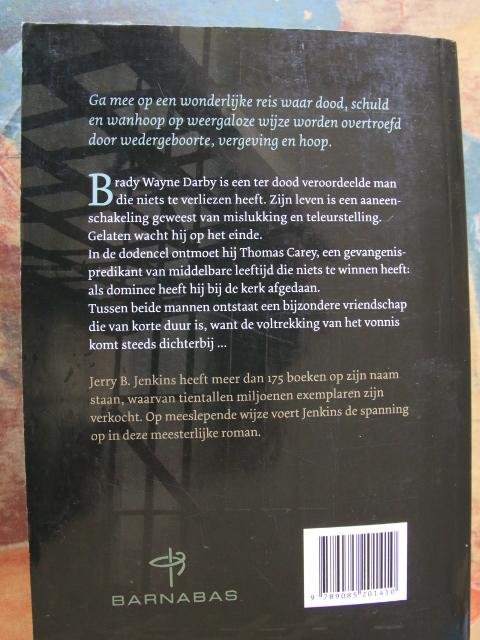 Ga mee op een wonderlijke reis waar dood, schuld
en wanhoop op weergaloze wijze worden overtroefd
door wedergeboorte, vergeving en hoop.
Brady Wayne Darby is een ter dood veroordeelde man
die niets te verliezen heeft. Zijn leven is een aaneen-
schakeling geweest van mislukking en teleurstelling.
Gelaten wacht hij op het einde.
In de dodencel ontmoet hij Thomas Carey, een gevangenis-
predikant van middelbare leeftijd die niets te winnen heeft:
als dominee heeft hij bij de kerk afgedaan.
Tussen beide mannen ontstaat een bijzondere vriendschap
die van korte duur is, want de voltrekking van het vonnis
komt steeds dichterbij ...
Jerry B. Jenkins heeft meer dan 175 boeken op zijn naam
staan, waarvan tientallen miljoenen exemplaren zijn
verkocht. Op meeslepende wijze voert Jenkins de spanning
op in deze meesterlijke roman.
BARNABAS
9 789085 201430